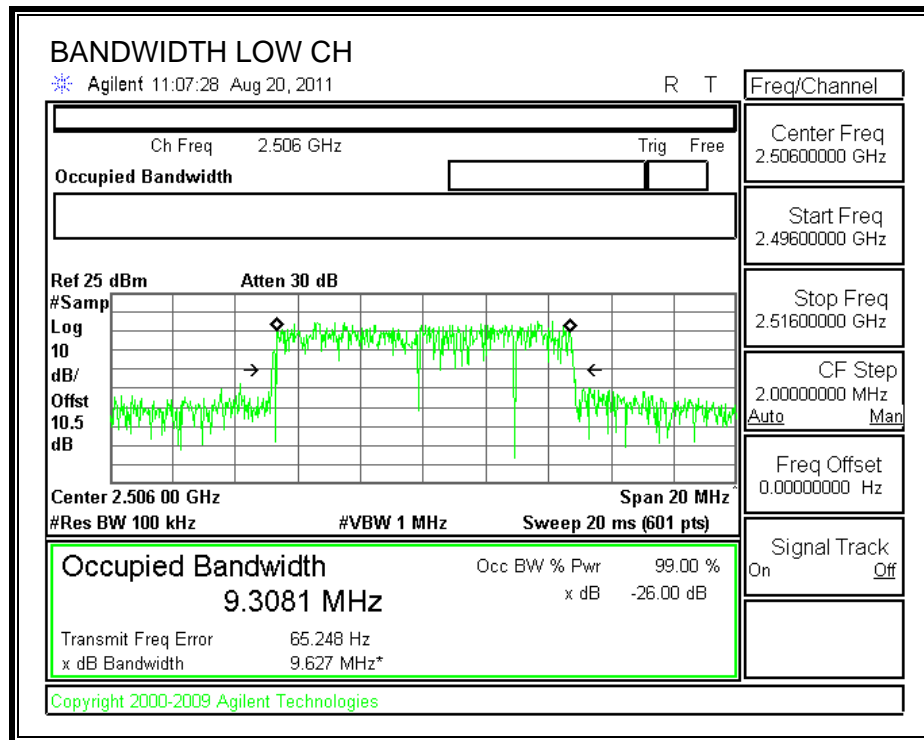 BANDWIDTH LOW CH
Agilent 11:07:28 Aug 20, 2011 R T
Freq/Channel
Ch Freq 2.506 GHz Trig Free
Occupied Bandwidth
Center Freq
2.50600000 GHz
Start Freq
2.49600000 GHz
Stop Freq
2.51600000 GHz
CF Step
2.00000000 MHz
Auto Man
Freq Offset
0.00000000 Hz
Signal Track
On Off
Ref 25 dBm Atten 30 dB
#Samp
Log
10
dB/
Offst
10.5
dB
Center 2.506 00 GHz Span 20 MHz
#Res BW 100 kHz #VBW 1 MHz Sweep 20 ms (601 pts)
Occupied Bandwidth
9.3081 MHz
Occ BW % Pwr 99.00 %
x dB -26.00 dB
Transmit Freq Error 65.248 Hz
x dB Bandwidth 9.627 MHz*
Copyright 2000-2009 Agilent Technologies